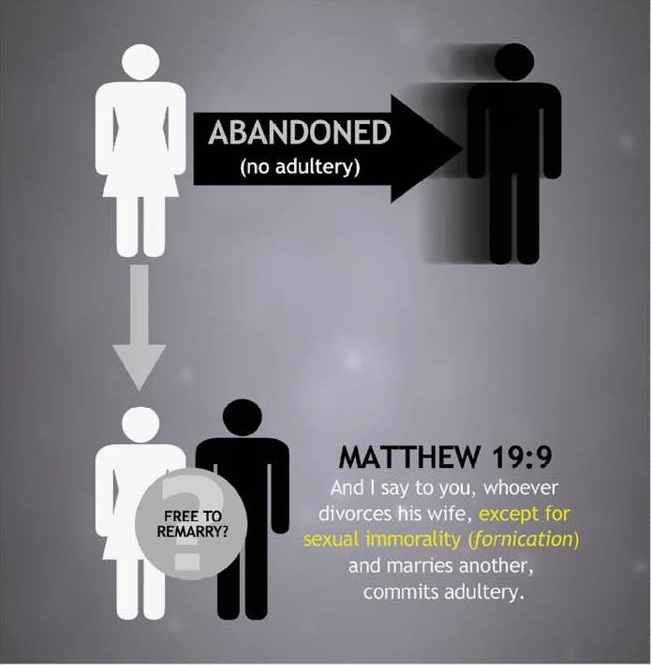 ABANDONED
(no adultery)
?
FREE TO
REMARRY?
MATTHEW 19:9
And I say to you, whoever
divorces his wife, except for
sexual immorality (fornication)
and marries another,
commits adultery.